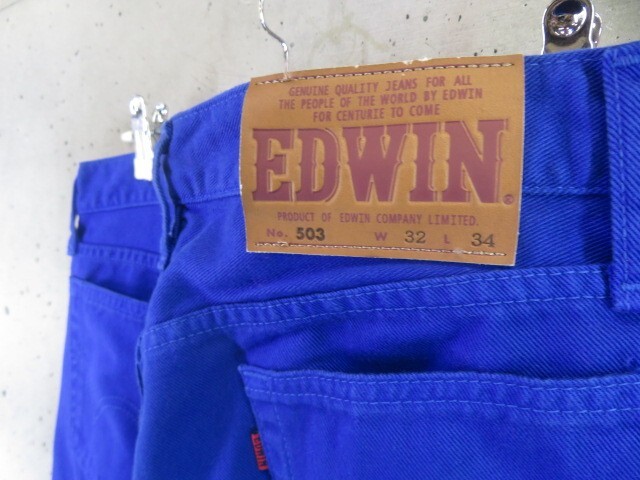 GENUINE QUALITY JEANS FOR ALL
THE PEOPLE OF THE WORLD BY EDWIN
FOR CENTURIE TO COME
EDWIN®
PRODUCT OF EDWIN COMPANY LIMITED.
No. 503 W 32 L 34